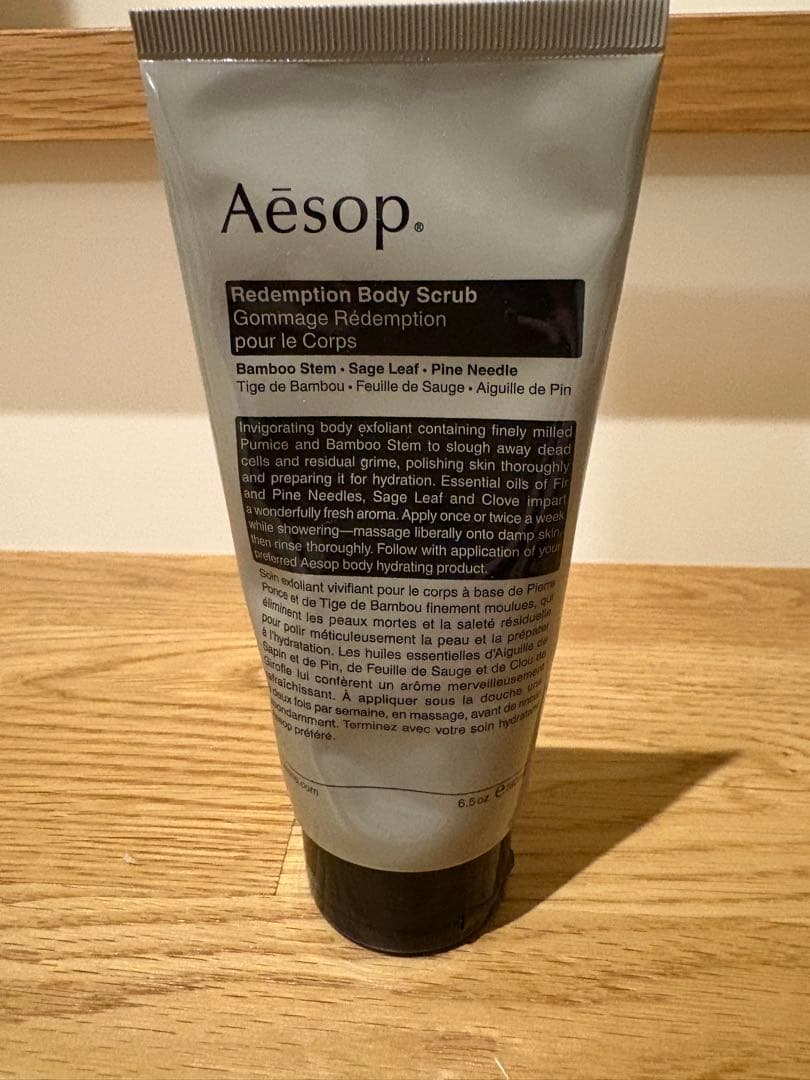 Aēsop®
Redemption Body Scrub
Gommage Rédemption
pour le Corps
Bamboo Stem • Sage Leaf • Pine Needle
Tige de Bambou • Feuille de Sauge • Aiguille de Pin
Invigorating body exfoliant containing finely milled
Pumice and Bamboo Stem to slough away dead
cells and residual grime, polishing skin thoroughly
and preparing it for hydration. Essential oils of Fir
and Pine Needles, Sage Leaf and Clove impart
a wonderfully fresh aroma. Apply once or twice a week
while showering—massage liberally onto damp skin,
then rinse thoroughly. Follow with application of your
preferred Aesop body hydrating product.
Soin exfoliant vivifiant pour le corps à base de Pierre
Ponce et de Tige de Bambou finement moulues, qui
éliminent les peaux mortes et la saleté résiduelle
pour polir méticuleusement la peau et la préparer
à l'hydratation. Les huiles essentielles d'Aiguille de
Sapin et de Pin, de Feuille de Sauge et de Clou de
Girofle lui confèrent un arôme merveilleusement
rafraîchissant. À appliquer sous la douche une
à deux fois par semaine, en massage, avant de
Terminez avec votre soin
préféré.
6.5 oz ℮